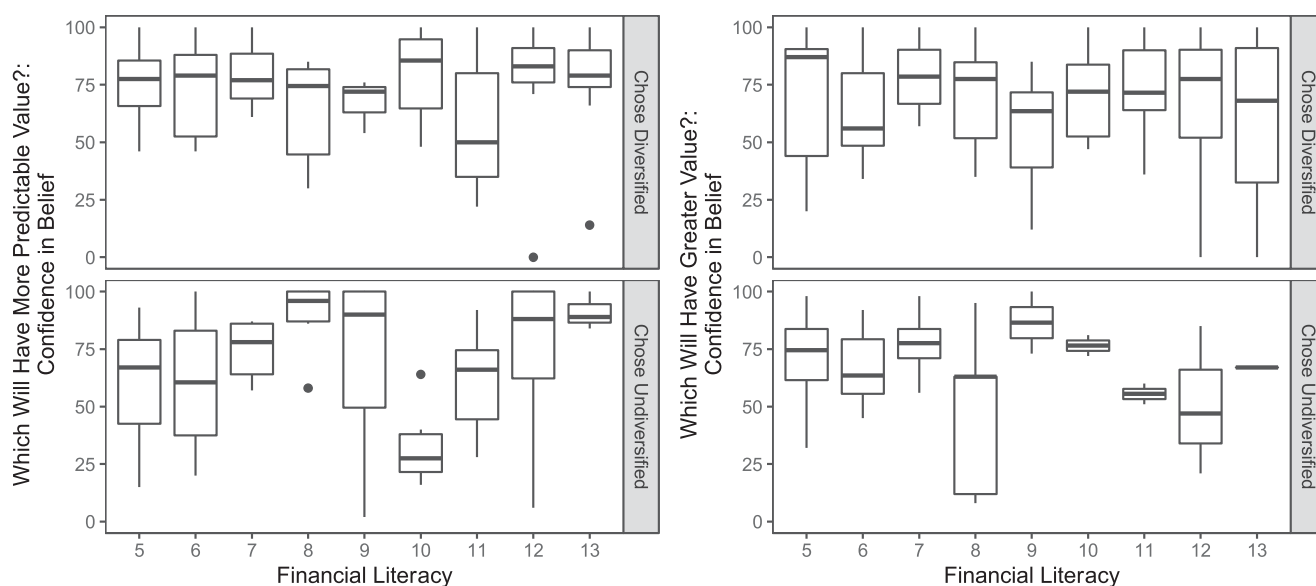 Which Will Have More Predictable Value?:
Confidence in Belief
100
75
50
25
0
Chose Diversified
100
75
50
25
0
Chose Undiversified
5 6 7 8 9 10 11 12 13
Financial Literacy
Which Will Have Greater Value?:
Confidence in Belief
100
75
50
25
0
Chose Diversified
100
75
50
25
0
Chose Undiversified
5 6 7 8 9 10 11 12 13
Financial Literacy